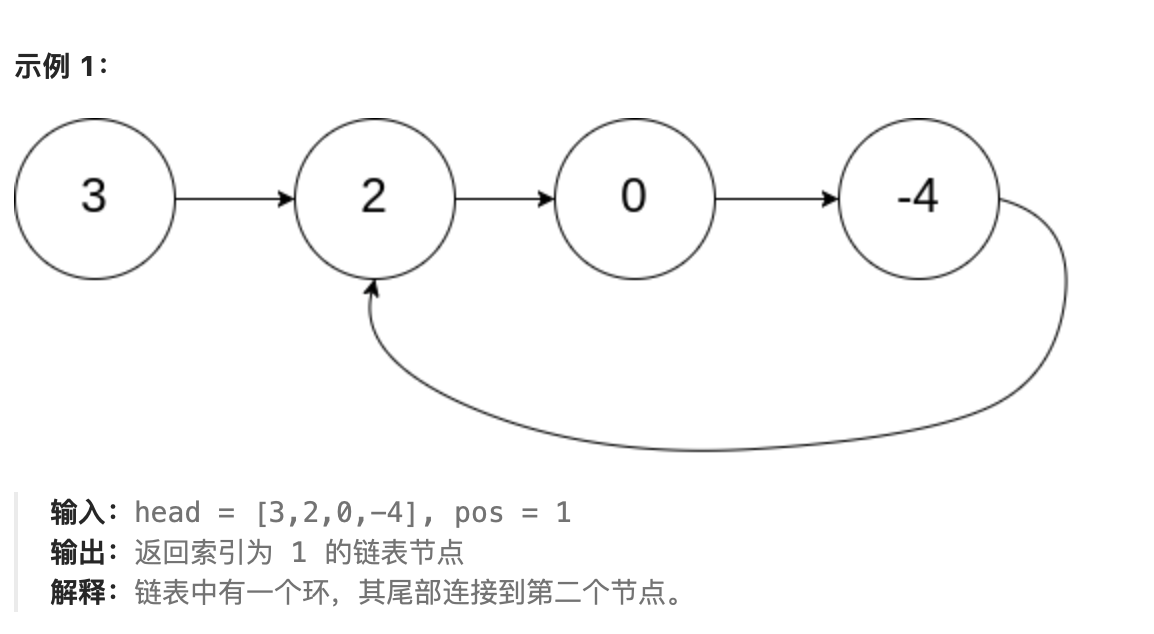 示例 1：
3 2 0 -4
输入：head = [3,2,0,-4], pos = 1
输出：返回索引为 1 的链表节点
解释：链表中有一个环，其尾部连接到第二个节点。